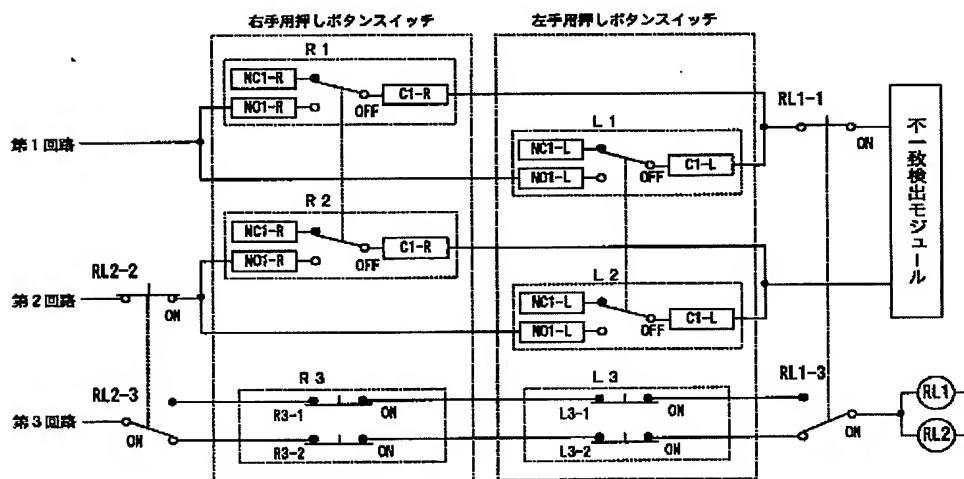 右手用押しボタンスイッチ
左手用押しボタンスイッチ
R1
NC1-R
NO1-R
OFF
C1-R
RL1-1
ON
第1回路
L1
NC1-L
NO1-L
OFF
C1-L
不一致検出モジュール
R2
NC1-R
NO1-R
OFF
C1-R
RL2-2
第2回路
ON
L2
NC1-L
NO1-L
OFF
C1-L
R3
L3
RL1-3
RL2-3
R3-1
ON
L3-1
ON
RL1
第3回路
ON
R3-2
ON
L3-2
ON
ON
RL2